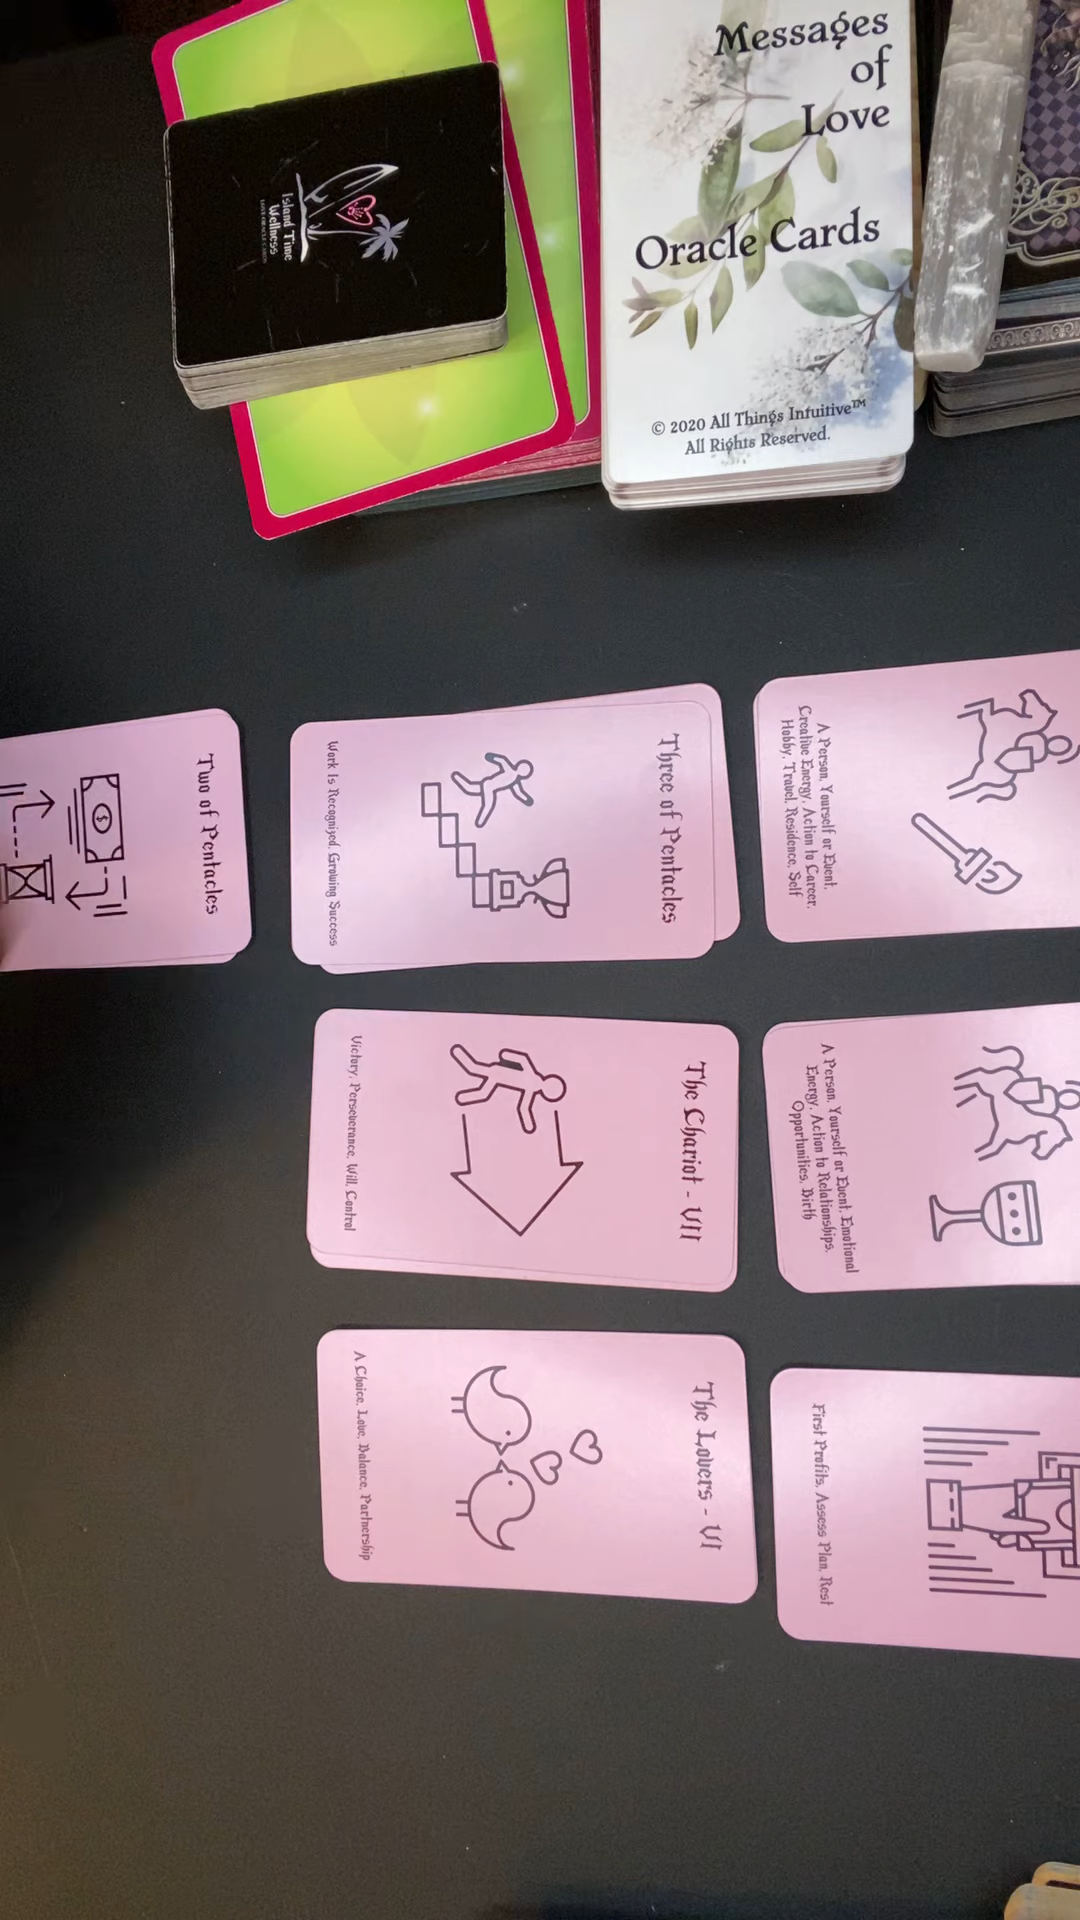 Messages
of
Love
Oracle Cards
© 2020 All Things Intuitive™
All Rights Reserved.
Island Time
Wellness
LOVE ORACLE CARDS
Two of Pentacles
$
Three of Pentacles
Work Is Recognized, Growing Success
A Person, Yourself or Event,
Creative Energy, Action to Career,
Hobby, Travel, Residence, Self
The Chariot - VII
Victory, Perseverance, Will, Control
A Person, Yourself or Event, Emotional
Energy, Action to Relationships,
Opportunities, Birth
The Lovers - VI
A Choice, Love, Balance, Partnership
First Profits, Assess Plan, Rest